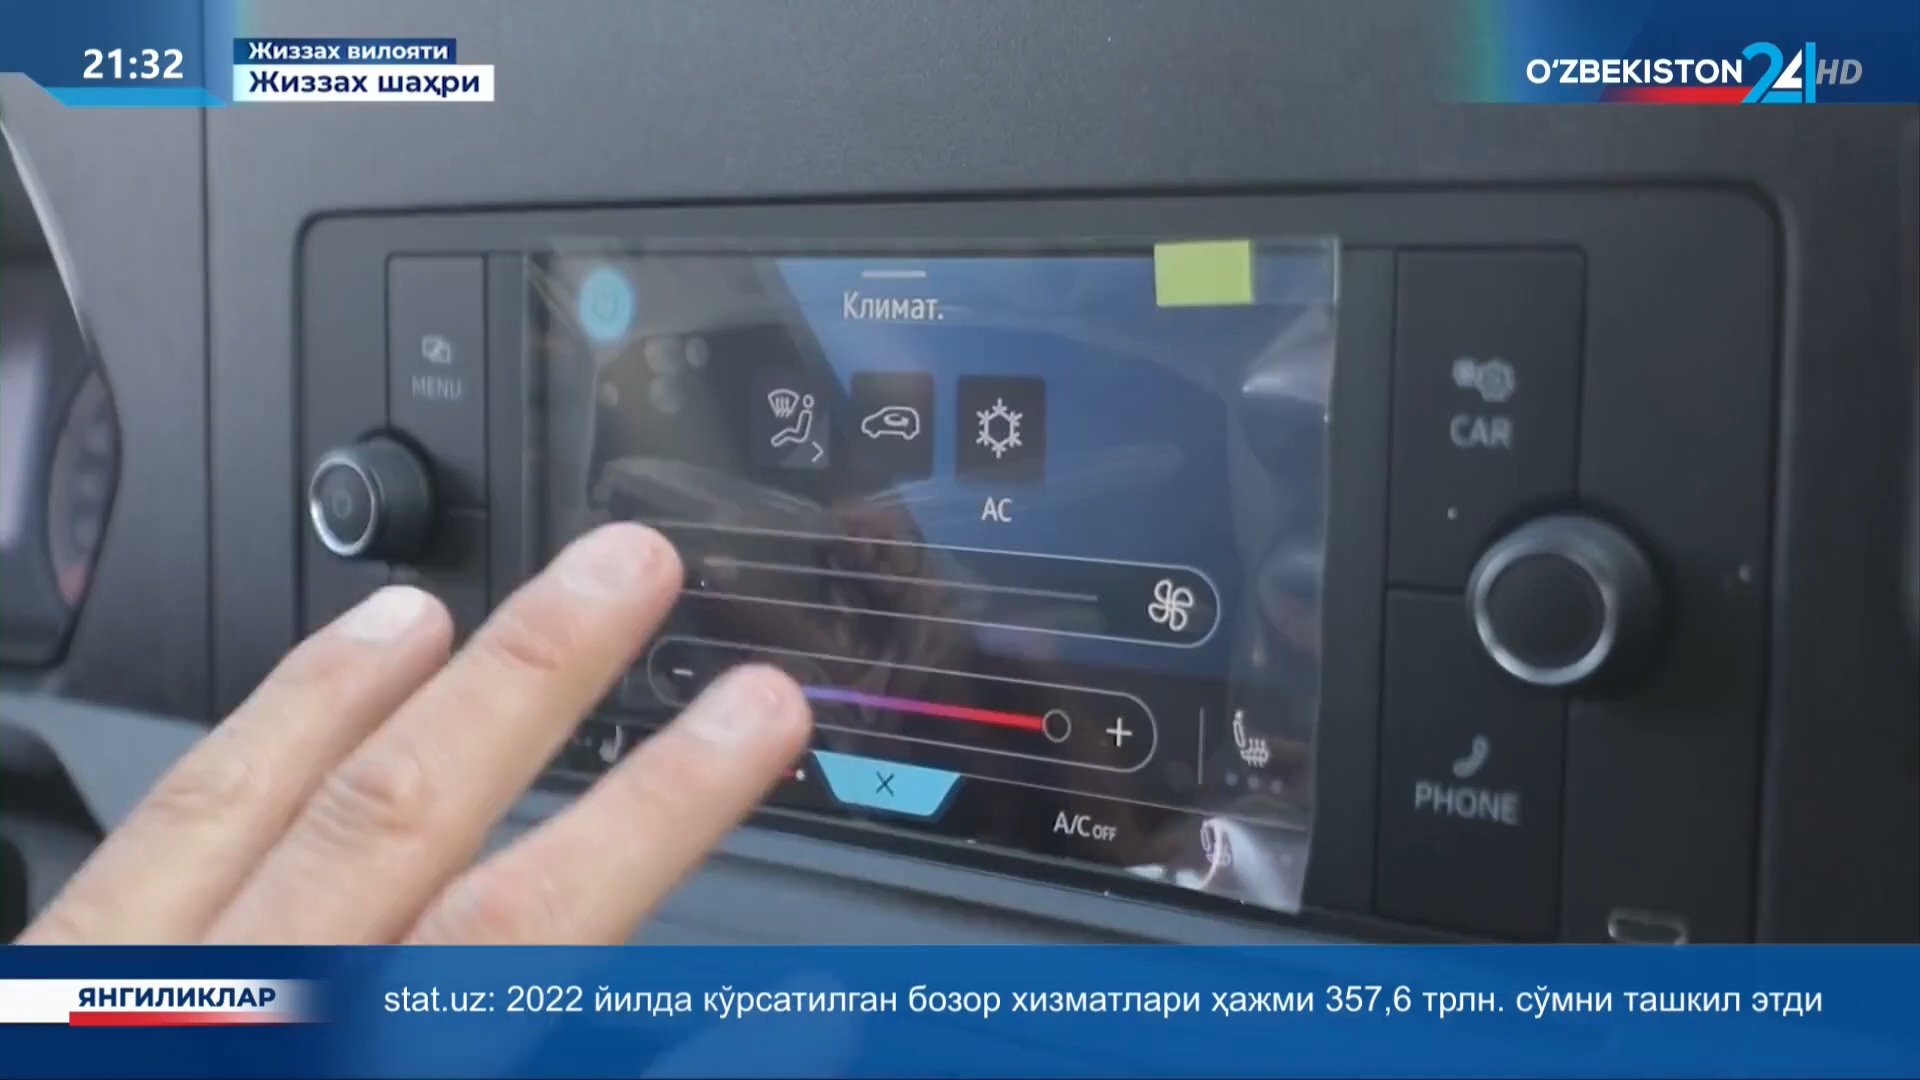 21:32
Жиззах вилояти
Жиззах шаҳри
O‘ZBEKISTON 24 HD
Климат.
MENU
CAR
AC
PHONE
A/C OFF
ЯНГИЛИКЛАР
stat.uz: 2022 йилда кўрсатилган бозор хизматлари ҳажми 357,6 трлн. сўмни ташкил этди